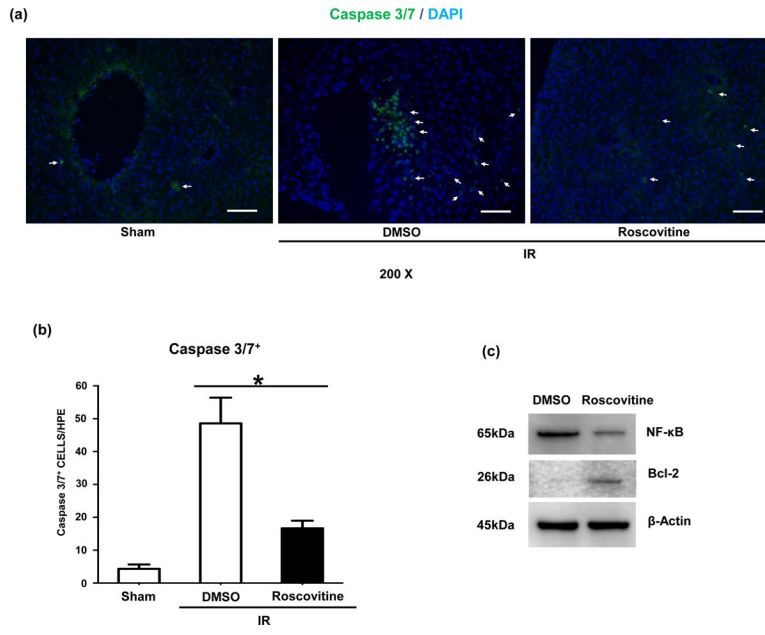 (a)
Caspase 3/7 / DAPI
Sham
DMSO
Roscovitine
IR
200 X
(b)
Caspase 3/7⁺
Caspase 3/7⁺ CELLS/HPE
60
50
40
30
20
10
0
Sham
DMSO
Roscovitine
IR
*
(c)
DMSO Roscovitine
65kDa NF-κB
26kDa Bcl-2
45kDa β-Actin